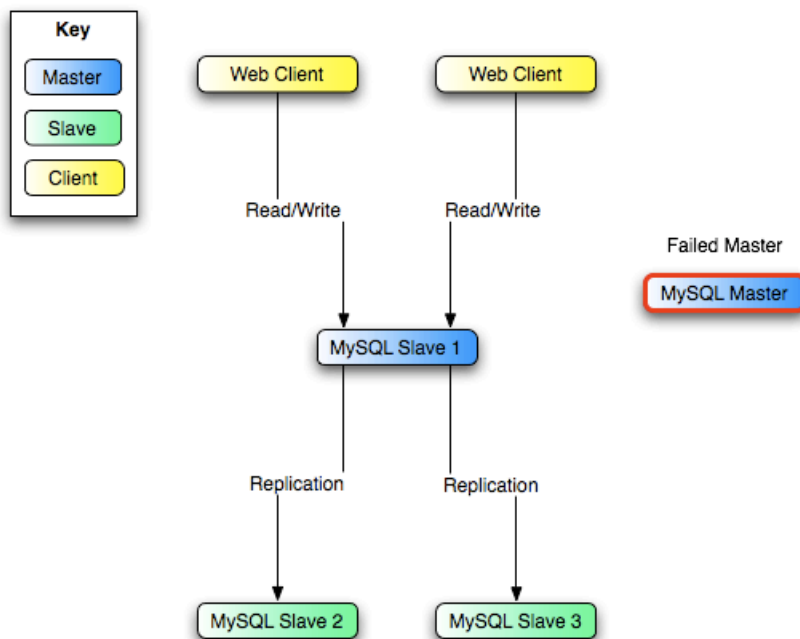 Key
Master
Slave
Client
Web Client
Web Client
Read/Write
Read/Write
Failed Master
MySQL Master
MySQL Slave 1
Replication
Replication
MySQL Slave 2
MySQL Slave 3